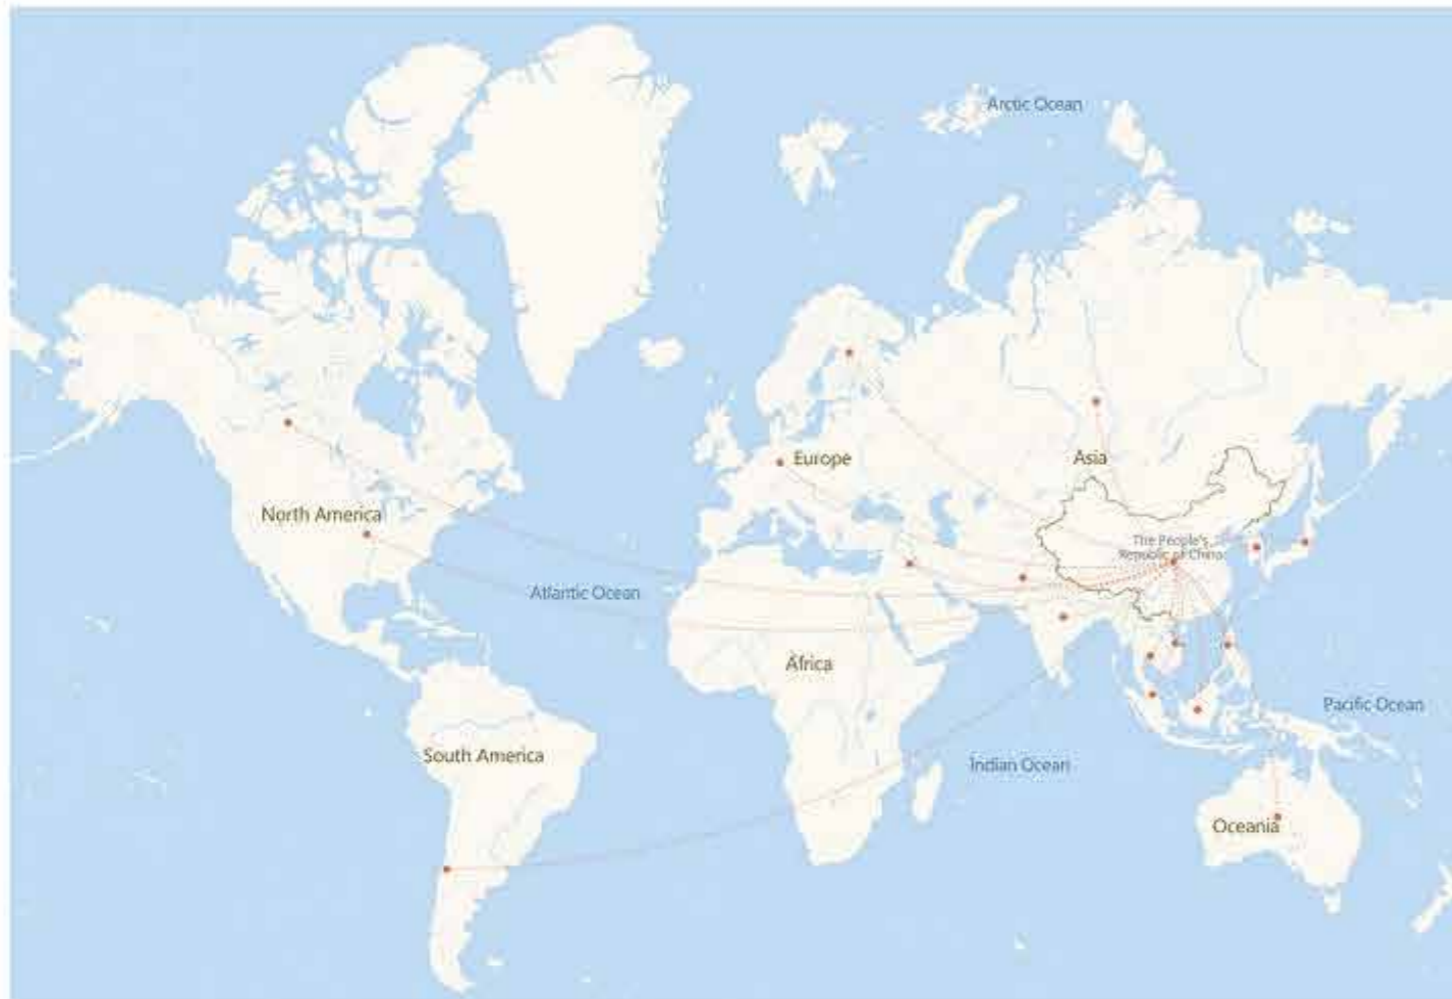 Arctic Ocean
Europe
Asia
North America
The People's
Republic of China
Atlantic Ocean
Africa
Pacific Ocean
South America
Indian Ocean
Oceania